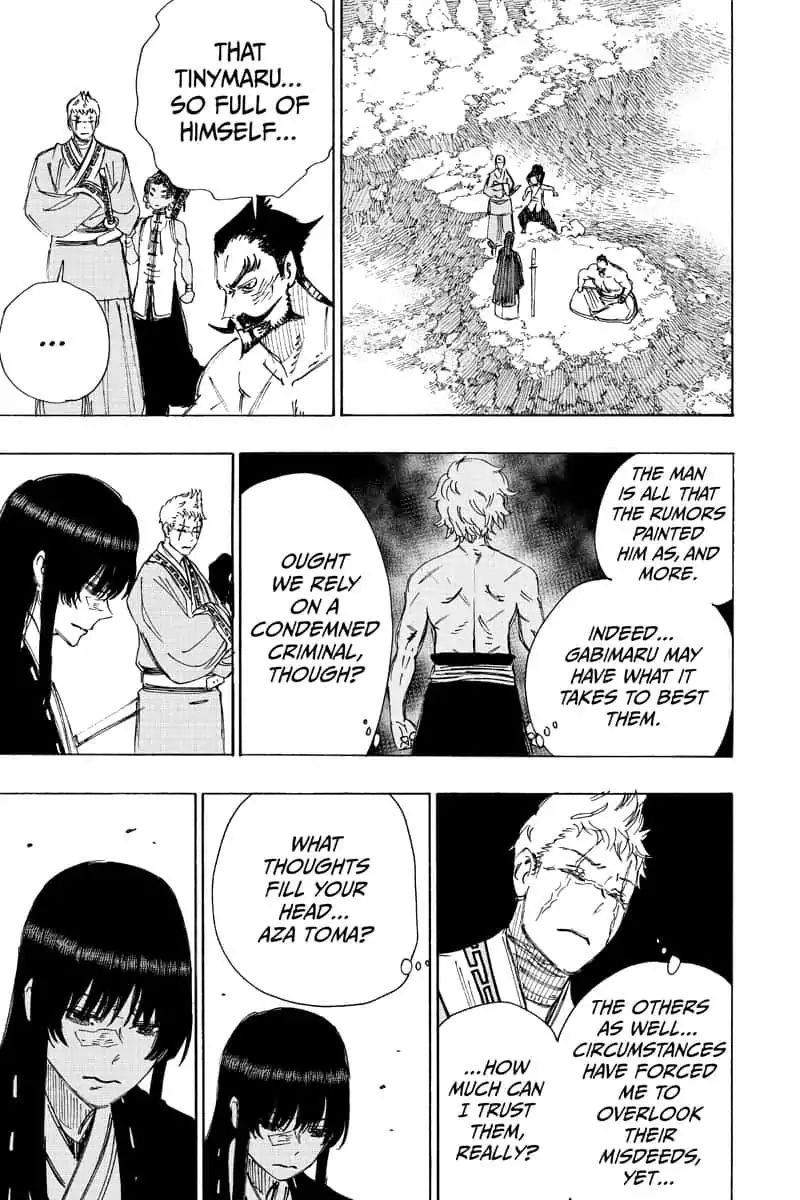 THAT
TINYMARU...
SO FULL OF
HIMSELF...
...
THE MAN
IS ALL THAT
THE RUMORS
PAINTED
HIM AS, AND
MORE.
INDEED...
GABIMARU MAY
HAVE WHAT IT
TAKES TO BEST
THEM.
OUGHT
WE RELY
ON A
CONDEMNED
CRIMINAL,
THOUGH?
THE OTHERS
AS WELL...
CIRCUMSTANCES
HAVE FORCED
ME TO
OVERLOOK
THEIR
MISDEEDS,
YET...
...HOW
MUCH CAN
I TRUST
THEM,
REALLY?
WHAT
THOUGHTS
FILL YOUR
HEAD...
AZA TOMA?